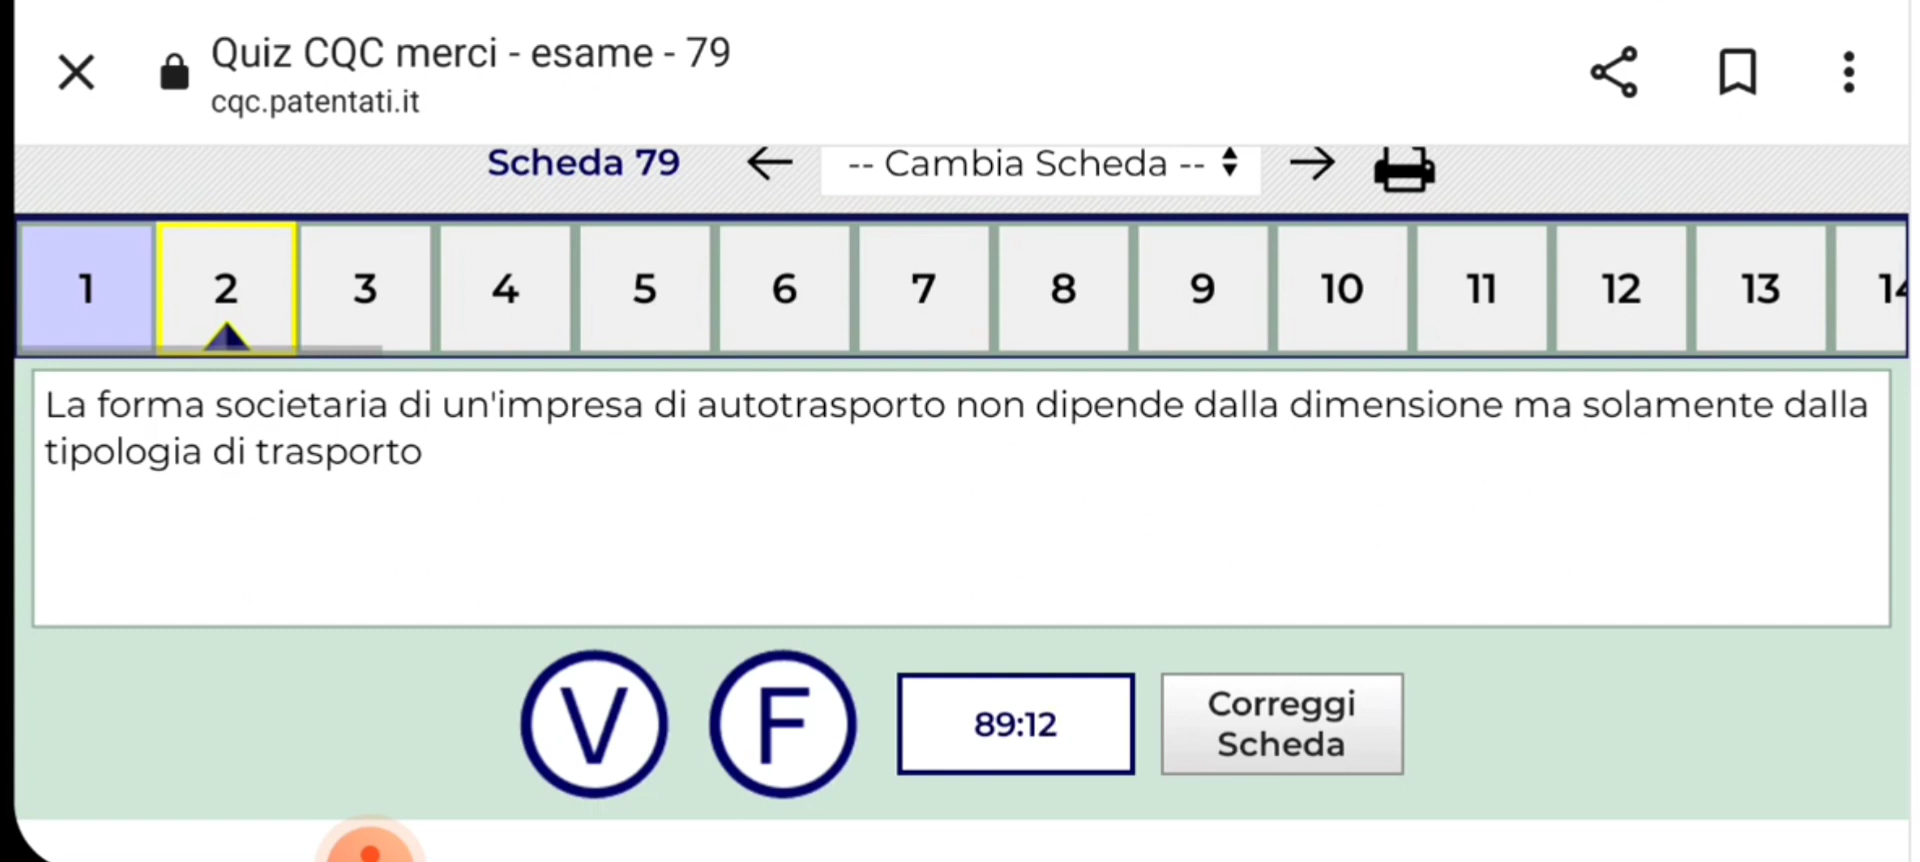 Quiz CQC merci - esame - 79
cqc.patentati.it
Scheda 79
-- Cambia Scheda --
1 2 3 4 5 6 7 8 9 10 11 12 13
La forma societaria di un'impresa di autotrasporto non dipende dalla dimensione ma solamente dalla
tipologia di trasporto
V F 89:12
Correggi
Scheda